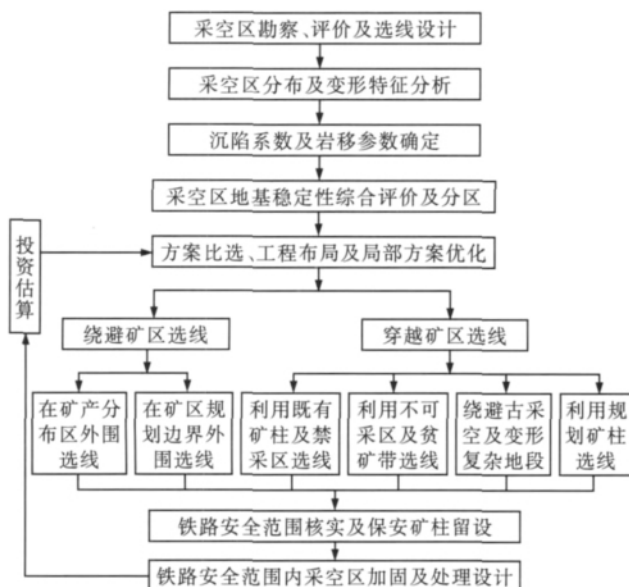 采空区勘察、评价及选线设计
采空区分布及变形特征分析
沉陷系数及岩移参数确定
采空区地基稳定性综合评价及分区
投资估算
方案比选、工程布局及局部方案优化
绕避矿区选线
穿越矿区选线
在矿产分
布区外围
选线
在矿区规
划边界外
围选线
利用既有
矿柱及禁
采区选线
利用不可
采区及贫
矿带选线
绕避古采
空及变形
复杂地段
利用规
划矿柱
选线
铁路安全范围核实及保安矿柱留设
铁路安全范围内采空区加固及处理设计